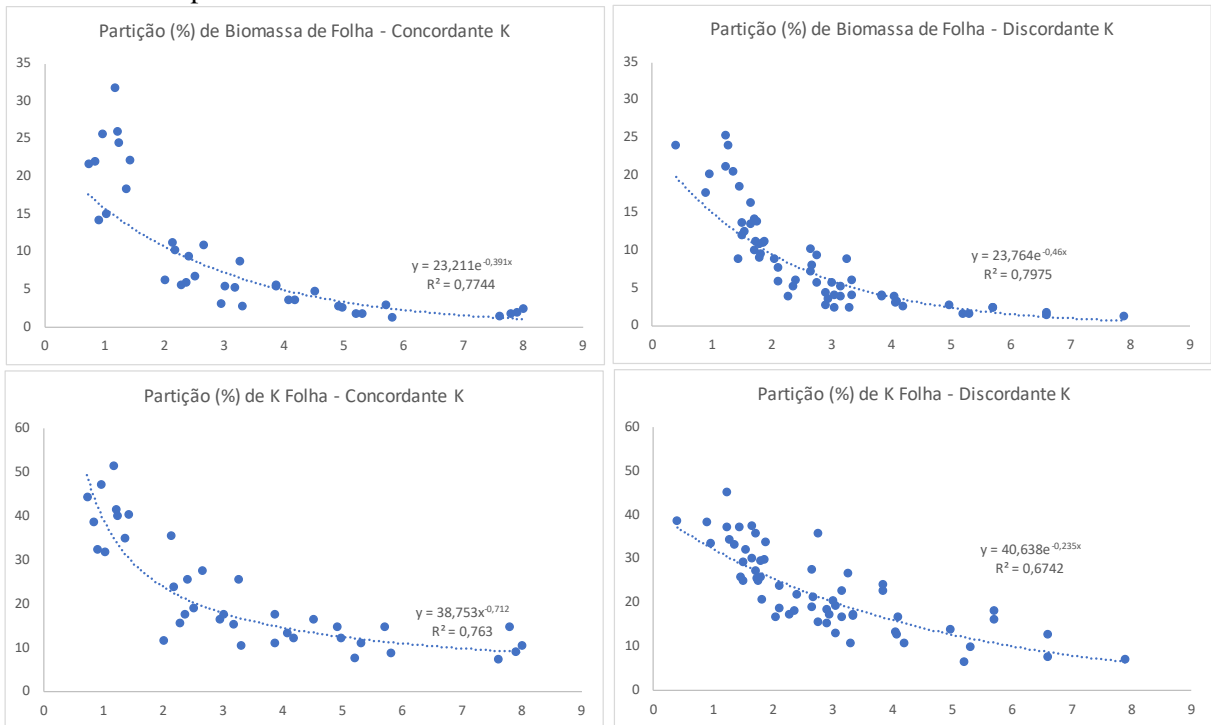 Partição (%) de Biomassa de Folha - Concordante K
35
30
25
20
15
10
5
0
0 1 2 3 4 5 6 7 8 9
y = 23,211e^-0,391x
R² = 0,7744
Partição (%) de Biomassa de Folha - Discordante K
35
30
25
20
15
10
5
0
0 1 2 3 4 5 6 7 8 9
y = 23,764e^-0,46x
R² = 0,7975
Partição (%) de K Folha - Concordante K
60
50
40
30
20
10
0
0 1 2 3 4 5 6 7 8 9
y = 38,753x^-0,712
R² = 0,763
Partição (%) de K Folha - Discordante K
60
50
40
30
20
10
0
0 1 2 3 4 5 6 7 8 9
y = 40,638e^-0,235x
R² = 0,6742